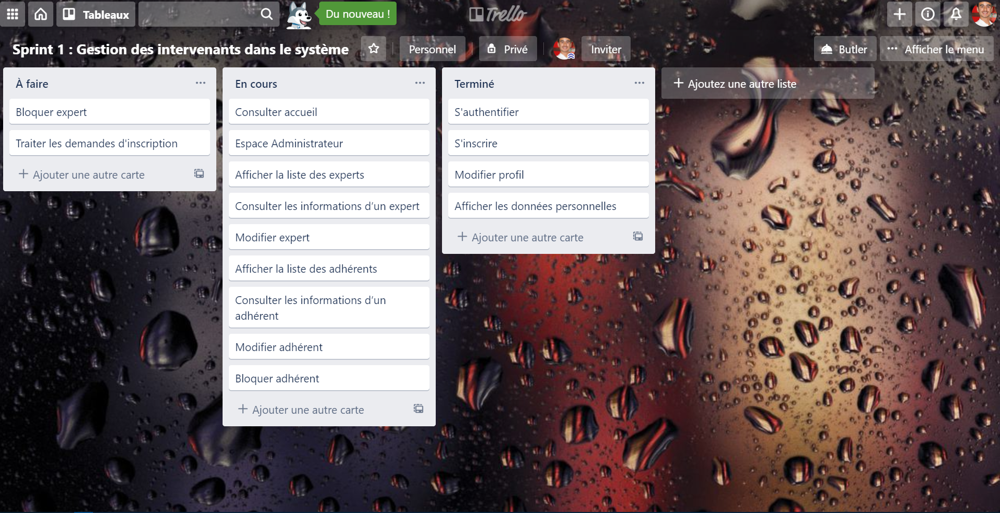 Tableaux
Du nouveau !
Trello
Sprint 1 : Gestion des intervenants dans le système
Personnel
Privé
Inviter
Butler
Afficher le menu
À faire
Bloquer expert
Traiter les demandes d'inscription
Ajouter une autre carte
En cours
Consulter accueil
Espace Administrateur
Afficher la liste des experts
Consulter les informations d’un expert
Modifier expert
Afficher la liste des adhérents
Consulter les informations d’un
adhérent
Modifier adhérent
Bloquer adhérent
Ajouter une autre carte
Terminé
S'authentifier
S'inscrire
Modifier profil
Afficher les données personnelles
Ajouter une autre carte
Ajoutez une autre liste